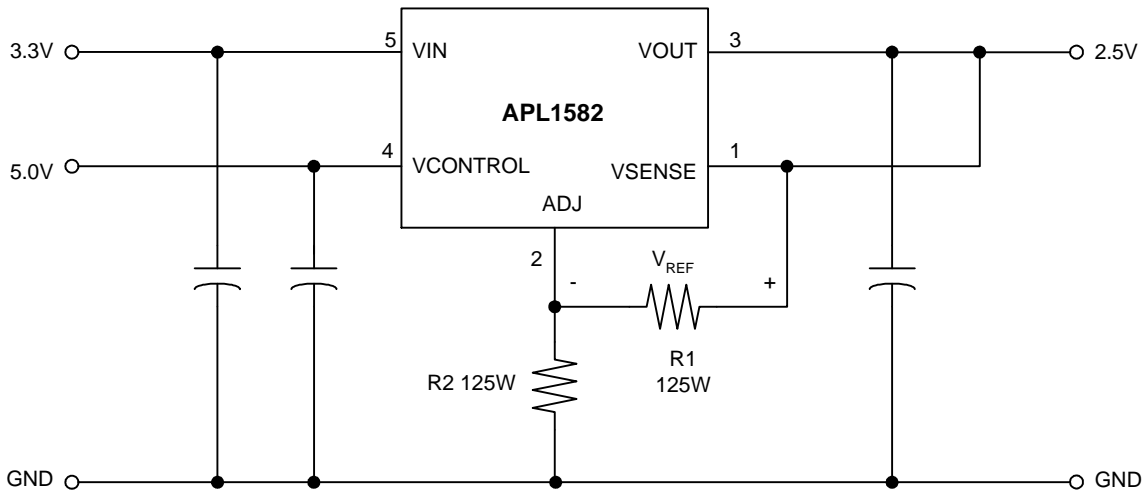 3.3V
5
VIN
VOUT
3
2.5V
APL1582
5.0V
4
VCONTROL
VSENSE
1
ADJ
2
-
VREF
+
R1
125W
R2 125W
GND
GND